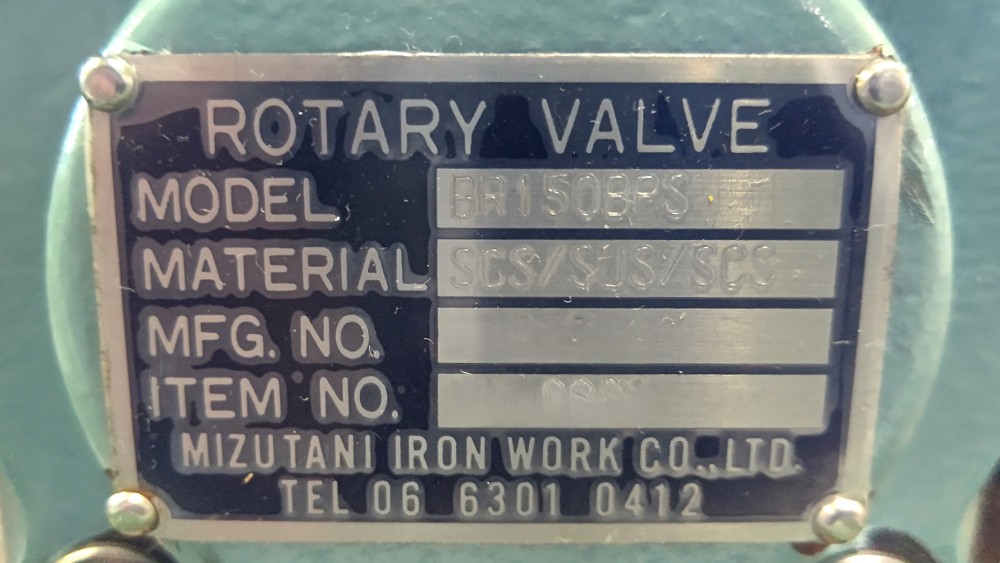 ROTARY VALVE
MODEL BR150BPS
MATERIAL SCS/SUS/SCS
MFG. NO.
ITEM NO.
MIZUTANI IRON WORK CO.,LTD.
TEL 06 6301 0412